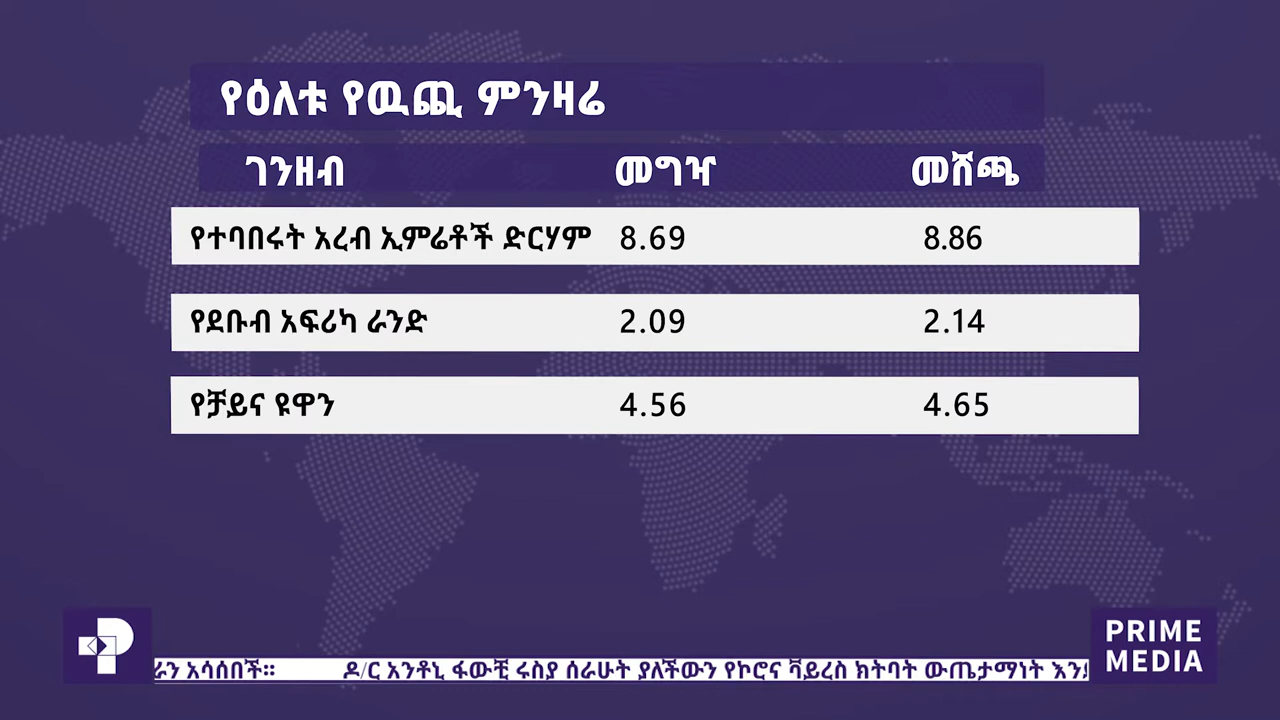 የዕለቱ የዉጪ ምንዛሬ
ገንዘብ መግዣ መሸጫ
የተባበሩት አረብ ኢምሬቶች ድርሃም 8.69 8.86
የደቡብ አፍሪካ ራንድ 2.09 2.14
የቻይና ዩዋን 4.56 4.65
PRIME
MEDIA
አሳሰበች። ዶ/ር አንቶኒ ፋውቺ ሩስያ ሰራሁት ያለችውን የኮሮና ቫይረስ ክትባት ውጤታማነት